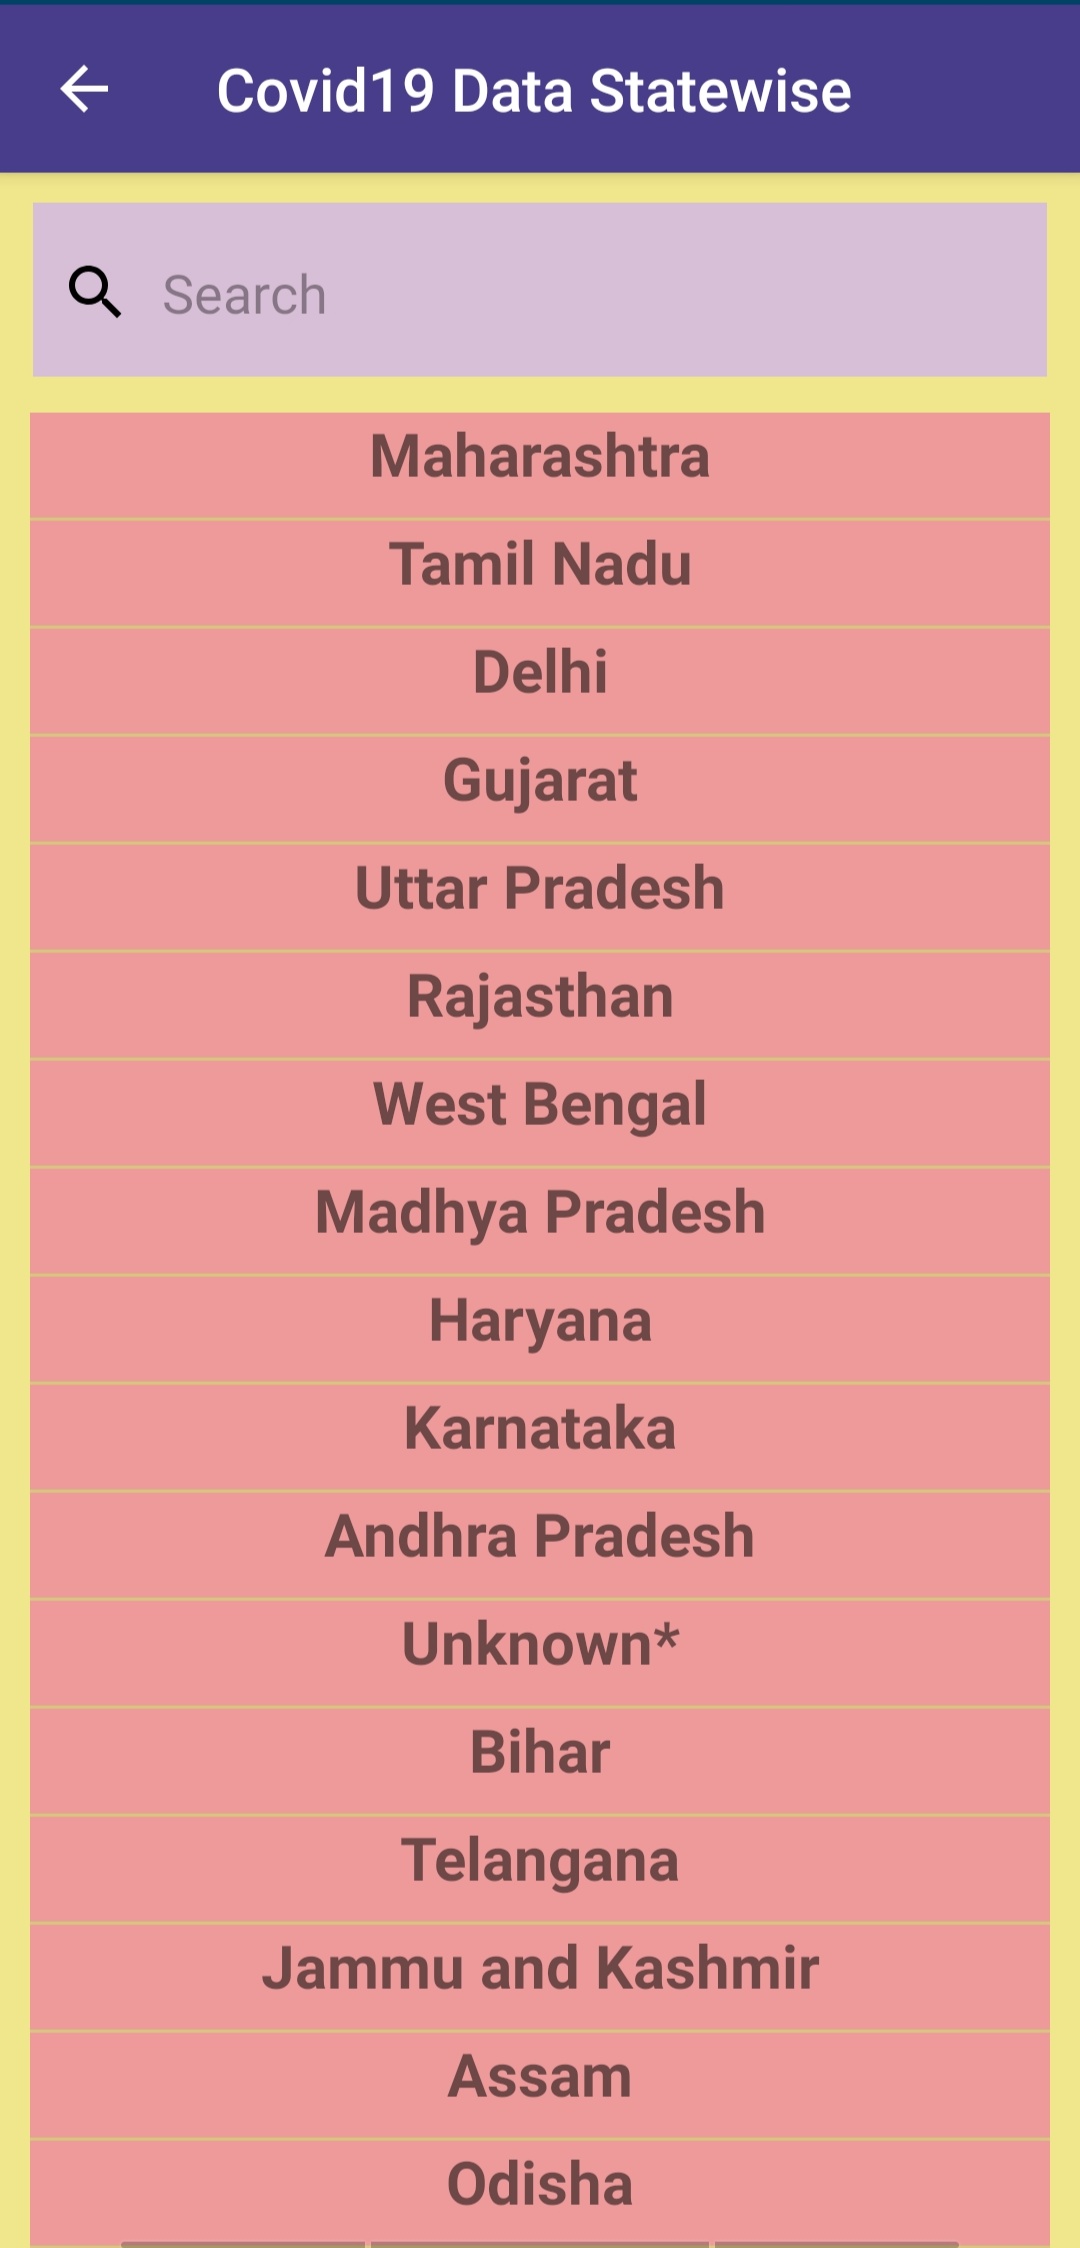 Covid19 Data Statewise
Search
Maharashtra
Tamil Nadu
Delhi
Gujarat
Uttar Pradesh
Rajasthan
West Bengal
Madhya Pradesh
Haryana
Karnataka
Andhra Pradesh
Unknown*
Bihar
Telangana
Jammu and Kashmir
Assam
Odisha